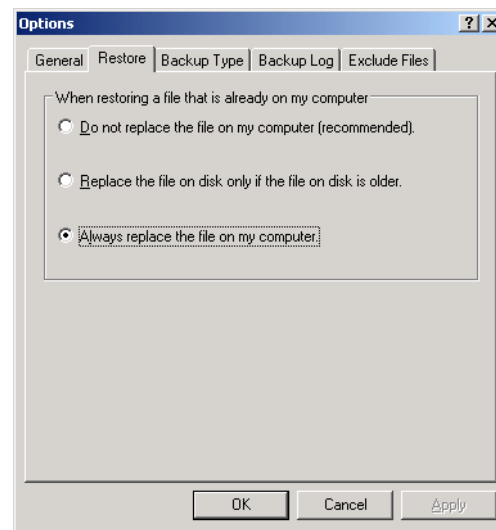 Options
General Restore Backup Type Backup Log Exclude Files
When restoring a file that is already on my computer
Do not replace the file on my computer (recommended).
Replace the file on disk only if the file on disk is older.
Always replace the file on my computer.
OK Cancel Apply